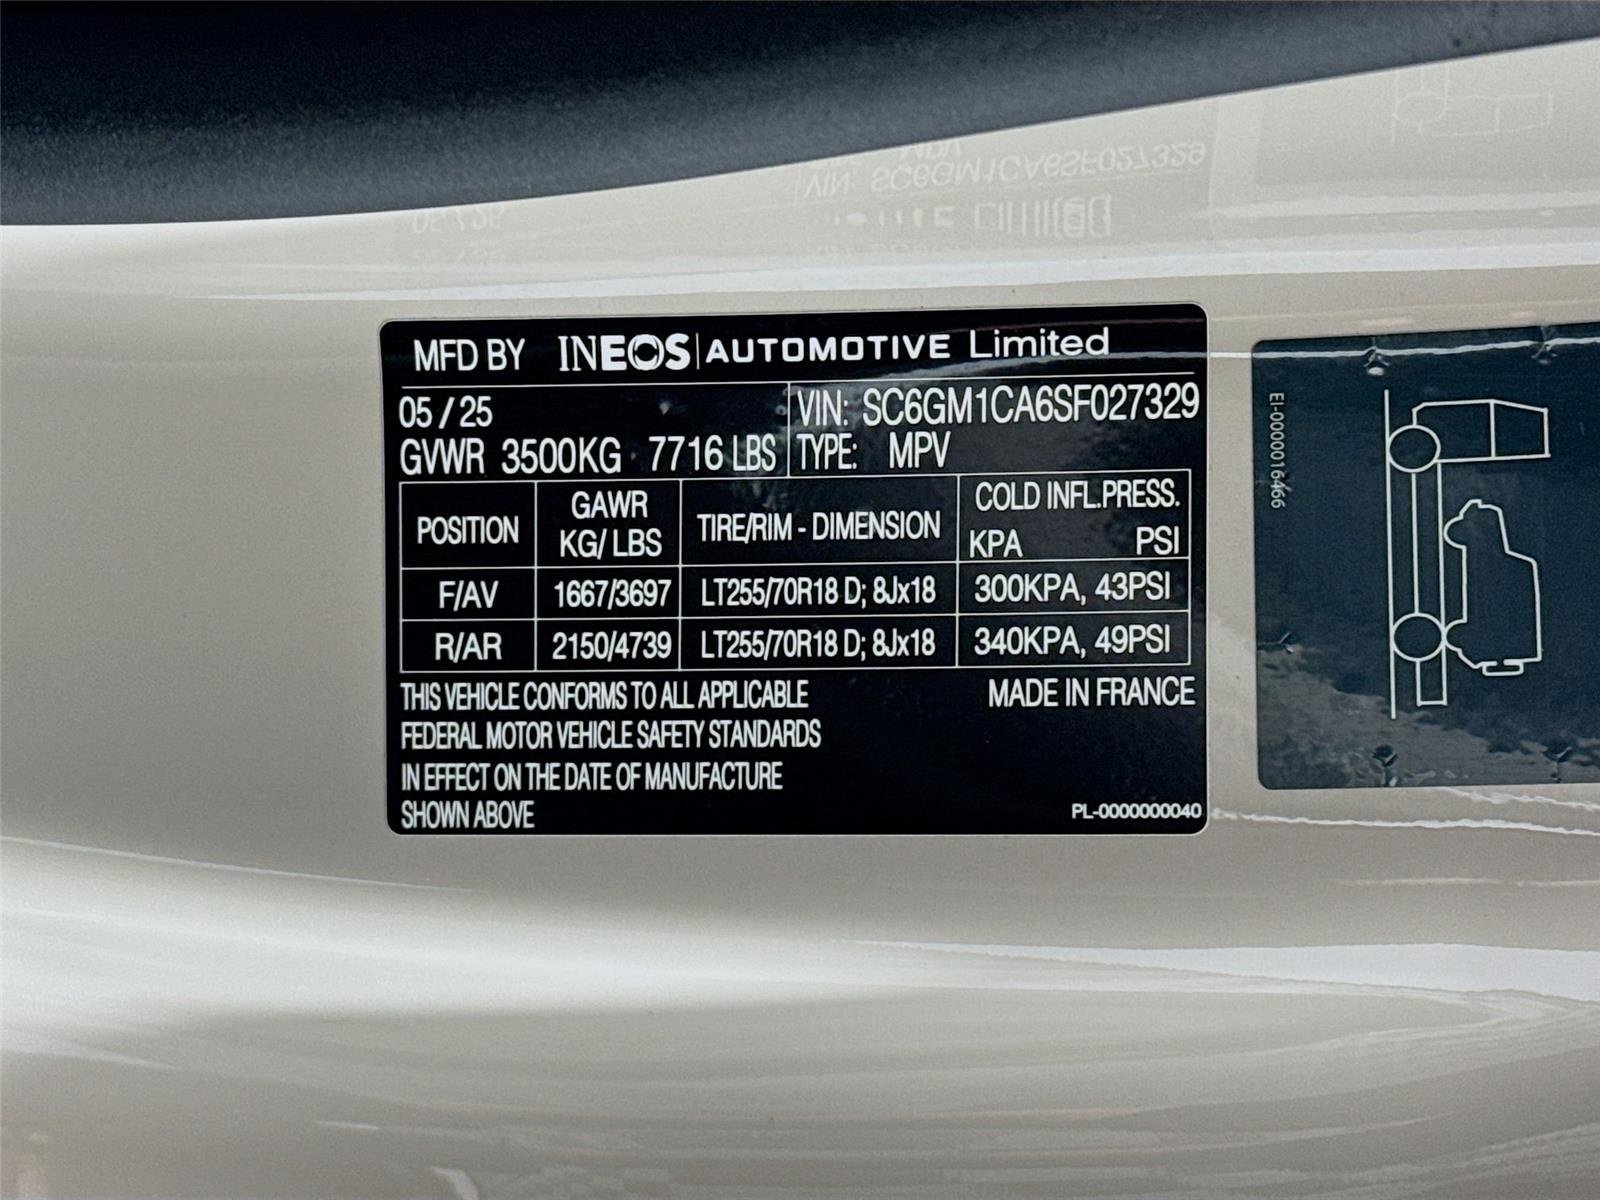 MFD BY INEOS | AUTOMOTIVE Limited
05 / 25
VIN: SC6GM1CA6SF027329
GVWR 3500KG 7716 LBS
TYPE: MPV
POSITION GAWR KG/ LBS TIRE/RIM - DIMENSION COLD INFL.PRESS. KPA PSI
F/AV 1667/3697 LT255/70R18 D; 8Jx18 300KPA, 43PSI
R/AR 2150/4739 LT255/70R18 D; 8Jx18 340KPA, 49PSI
THIS VEHICLE CONFORMS TO ALL APPLICABLE
FEDERAL MOTOR VEHICLE SAFETY STANDARDS
IN EFFECT ON THE DATE OF MANUFACTURE
SHOWN ABOVE
MADE IN FRANCE
PL-0000000040
EI-0000016466